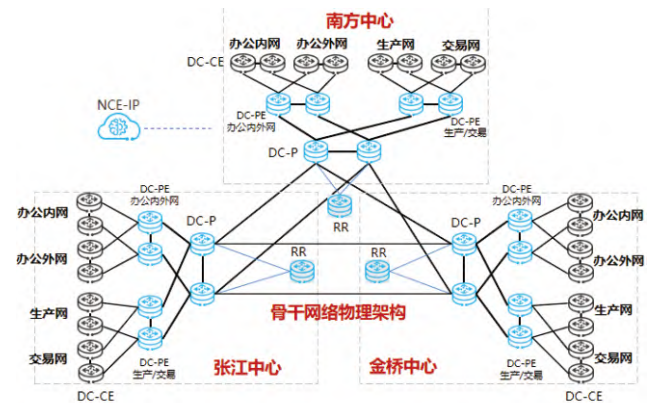 南方中心
办公内网 办公外网 生产网 交易网
DC-CE
NCE-IP
DC-PE
办公内外网
DC-PE
生产/交易
DC-P
RR
DC-PE
办公内外网
DC-P
办公内网
办公外网
生产网
交易网
RR
DC-PE
生产/交易
DC-CE
张江中心
骨干网络物理架构
RR
DC-P
DC-PE
办公内外网
办公内网
办公外网
生产网
交易网
DC-PE
生产/交易
DC-CE
金桥中心